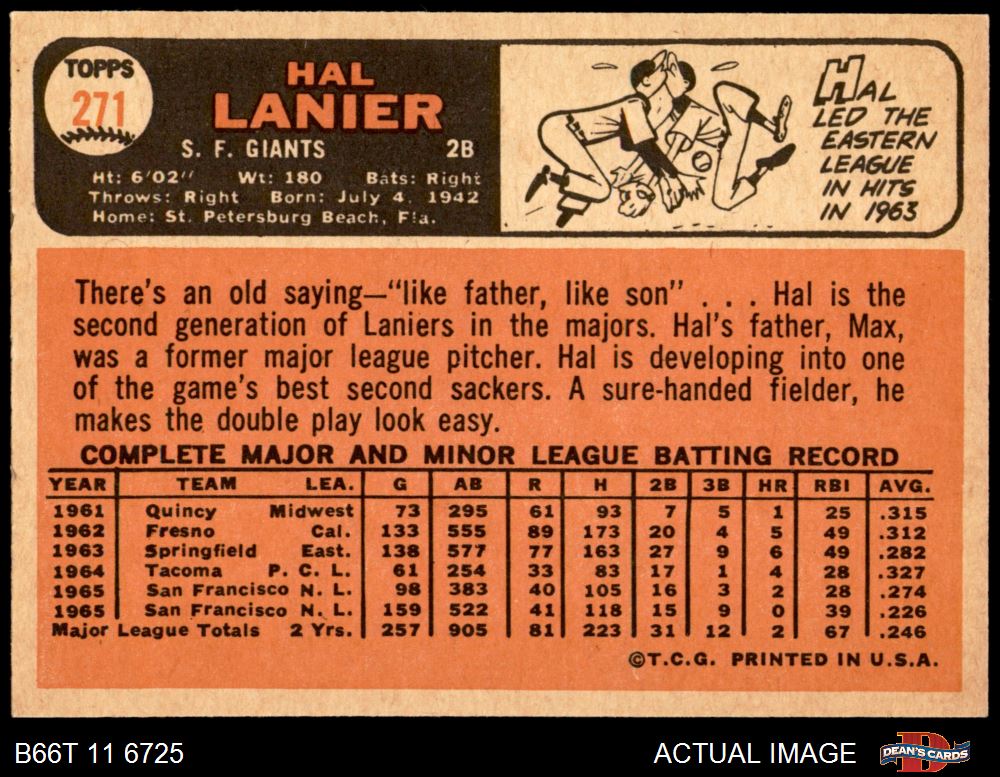 TOPPS
271
HAL
LANIER
S. F. GIANTS 2B
Ht: 6'02" Wt: 180 Bats: Right
Throws: Right Born: July 4, 1942
Home: St. Petersburg Beach, Fla.
HAL
LED THE
EASTERN
LEAGUE
IN HITS
IN 1963
There's an old saying—"like father, like son" . . . Hal is the
second generation of Laniers in the majors. Hal's father, Max,
was a former major league pitcher. Hal is developing into one
of the game's best second sackers. A sure-handed fielder, he
makes the double play look easy.
COMPLETE MAJOR AND MINOR LEAGUE BATTING RECORD
YEAR TEAM LEA. G AB R H 2B 3B HR RBI AVG.
1961 Quincy Midwest 73 295 61 93 7 5 1 25 .315
1962 Fresno Cal. 133 555 89 173 20 4 5 49 .312
1963 Springfield East. 138 577 77 163 27 9 6 49 .282
1964 Tacoma P. C. L. 61 254 33 83 17 1 4 28 .327
1965 San Francisco N. L. 98 383 40 105 16 3 2 28 .274
1965 San Francisco N. L. 159 522 41 118 15 9 0 39 .226
Major League Totals 2 Yrs. 257 905 81 223 31 12 2 67 .246
©T.C.G. PRINTED IN U.S.A.
B66T 11 6725 ACTUAL IMAGE DEAN'S CARDS